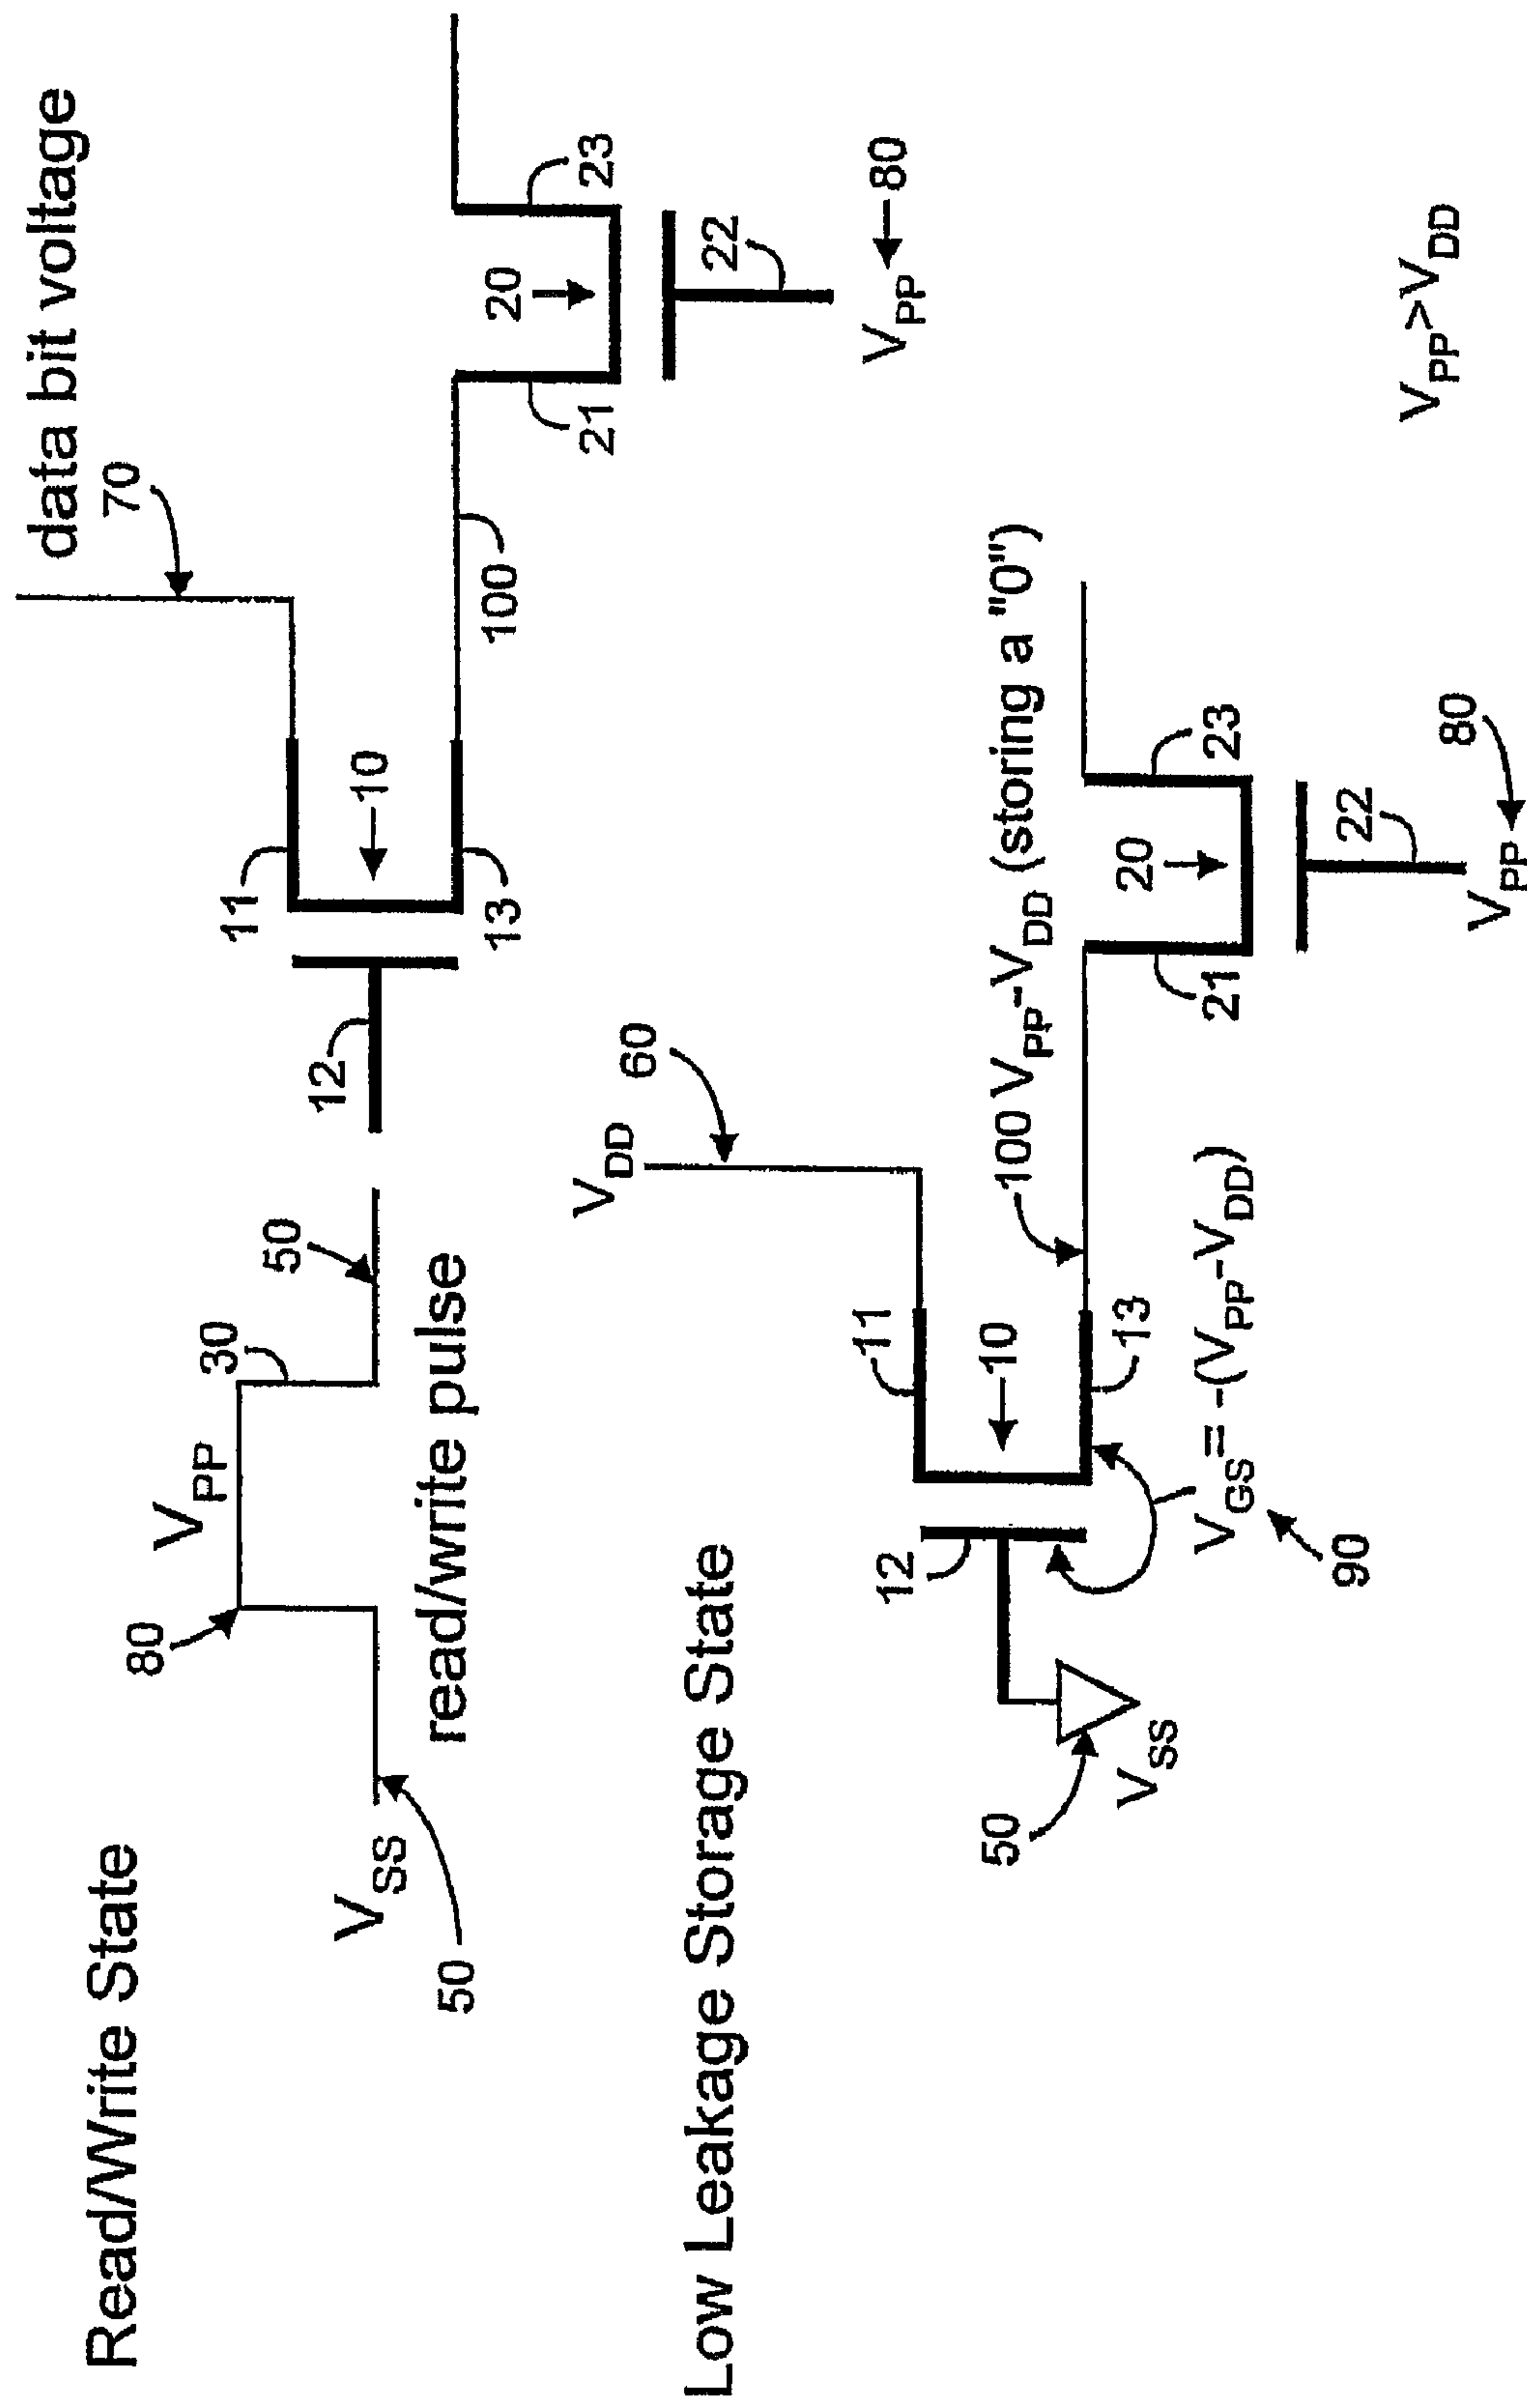 Read/Write State
data bit voltage
70
80
V_PP
30
50
V_SS
50
read/write pulse
12
11
10
13
100
21
20
23
22
V_PP
80
Low Leakage Storage State
V_DD
60
11
12
10
13
50
V_SS
V_GS = -(V_PP-V_DD)
90
100 V_PP-V_DD (storing a "0")
20
21
23
22
V_PP
80
V_PP>V_DD